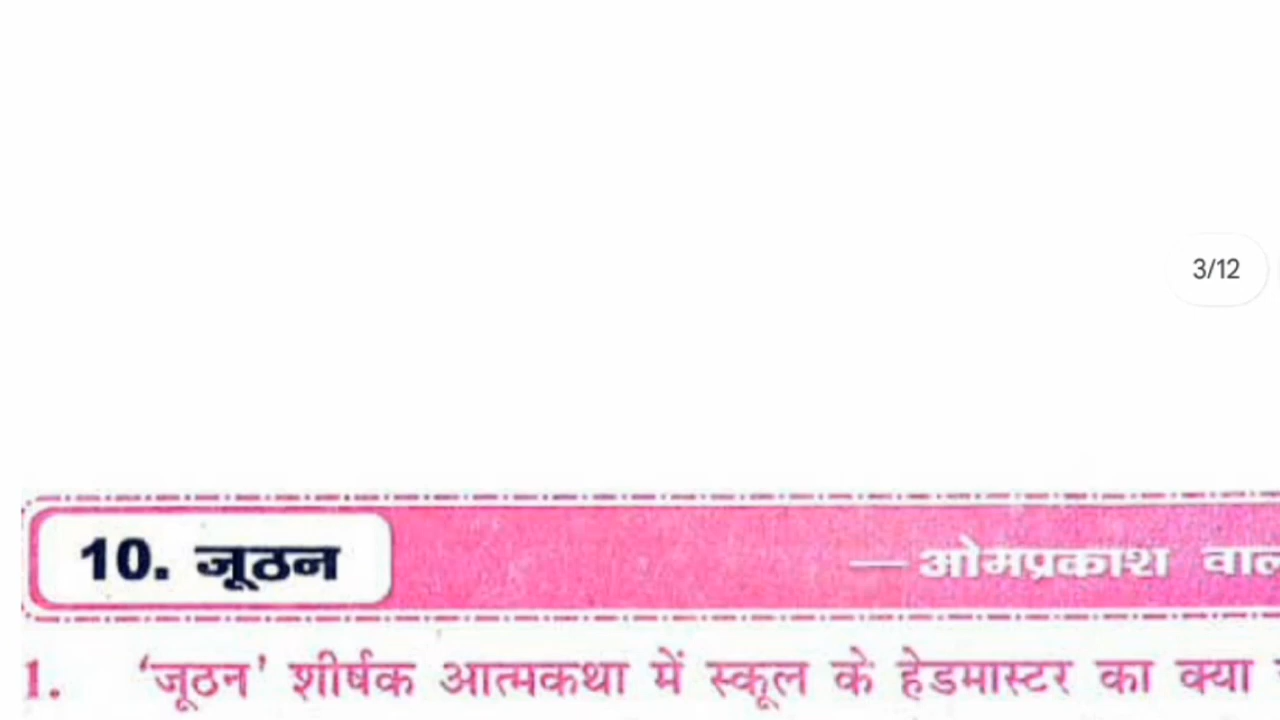 3/12
10. जूठन
— ओमप्रकाश
1. 'जूठन' शीर्षक आत्मकथा में स्कूल के हेडमास्टर का क्या